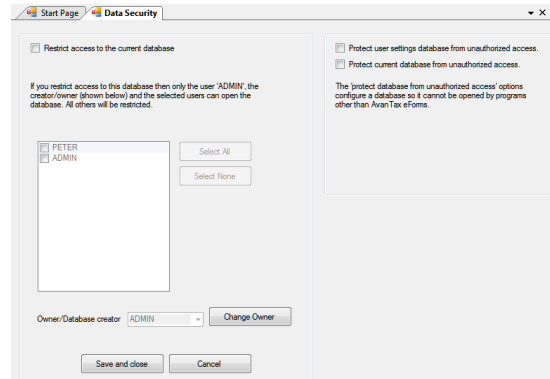 Start Page
Data Security
Restrict access to the current database
If you restrict access to this database then only the user 'ADMIN', the
creator/owner (shown below) and the selected users can open the
database. All others will be restricted.
PETER
ADMIN
Select All
Select None
Owner/Database creator ADMIN
Change Owner
Save and close
Cancel
Protect user settings database from unauthorized access.
Protect current database from unauthorized access.
The 'protect database from unauthorized access' options
configure a database so it cannot be opened by programs
other than AvanTax eForms.